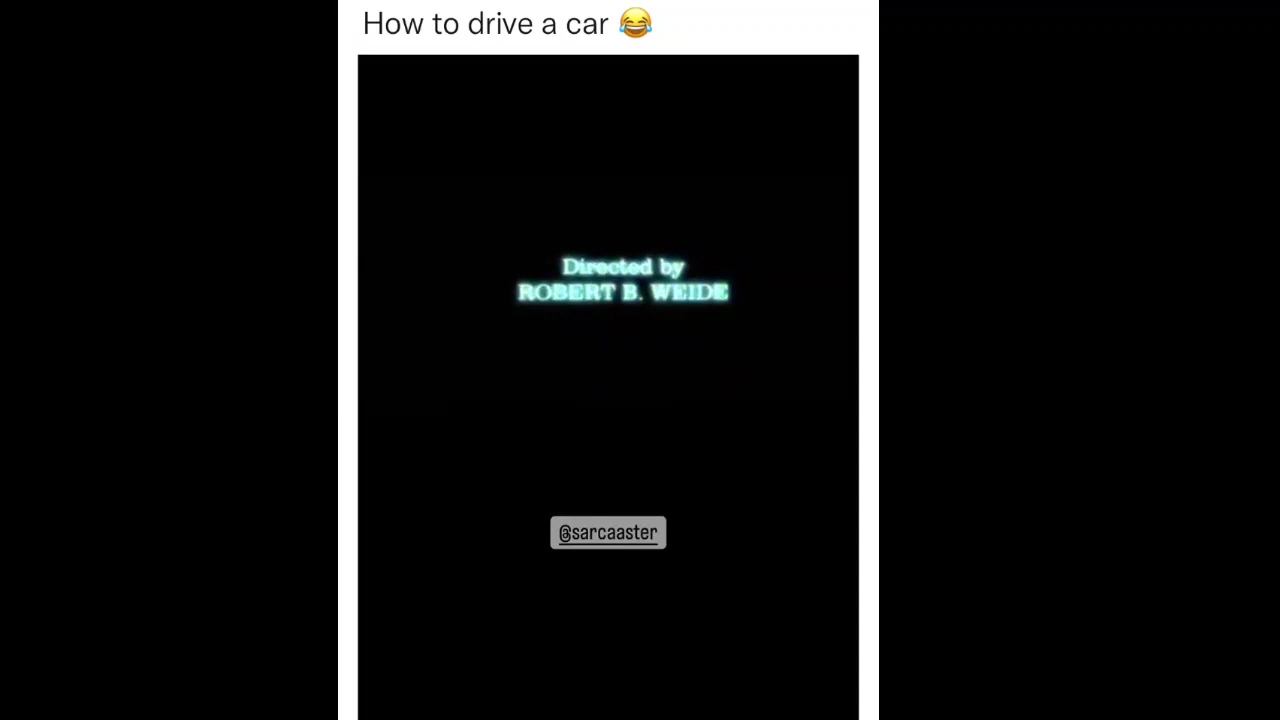 How to drive a car 😂
Directed by
ROBERT B. WEIDE
@sarcaaster